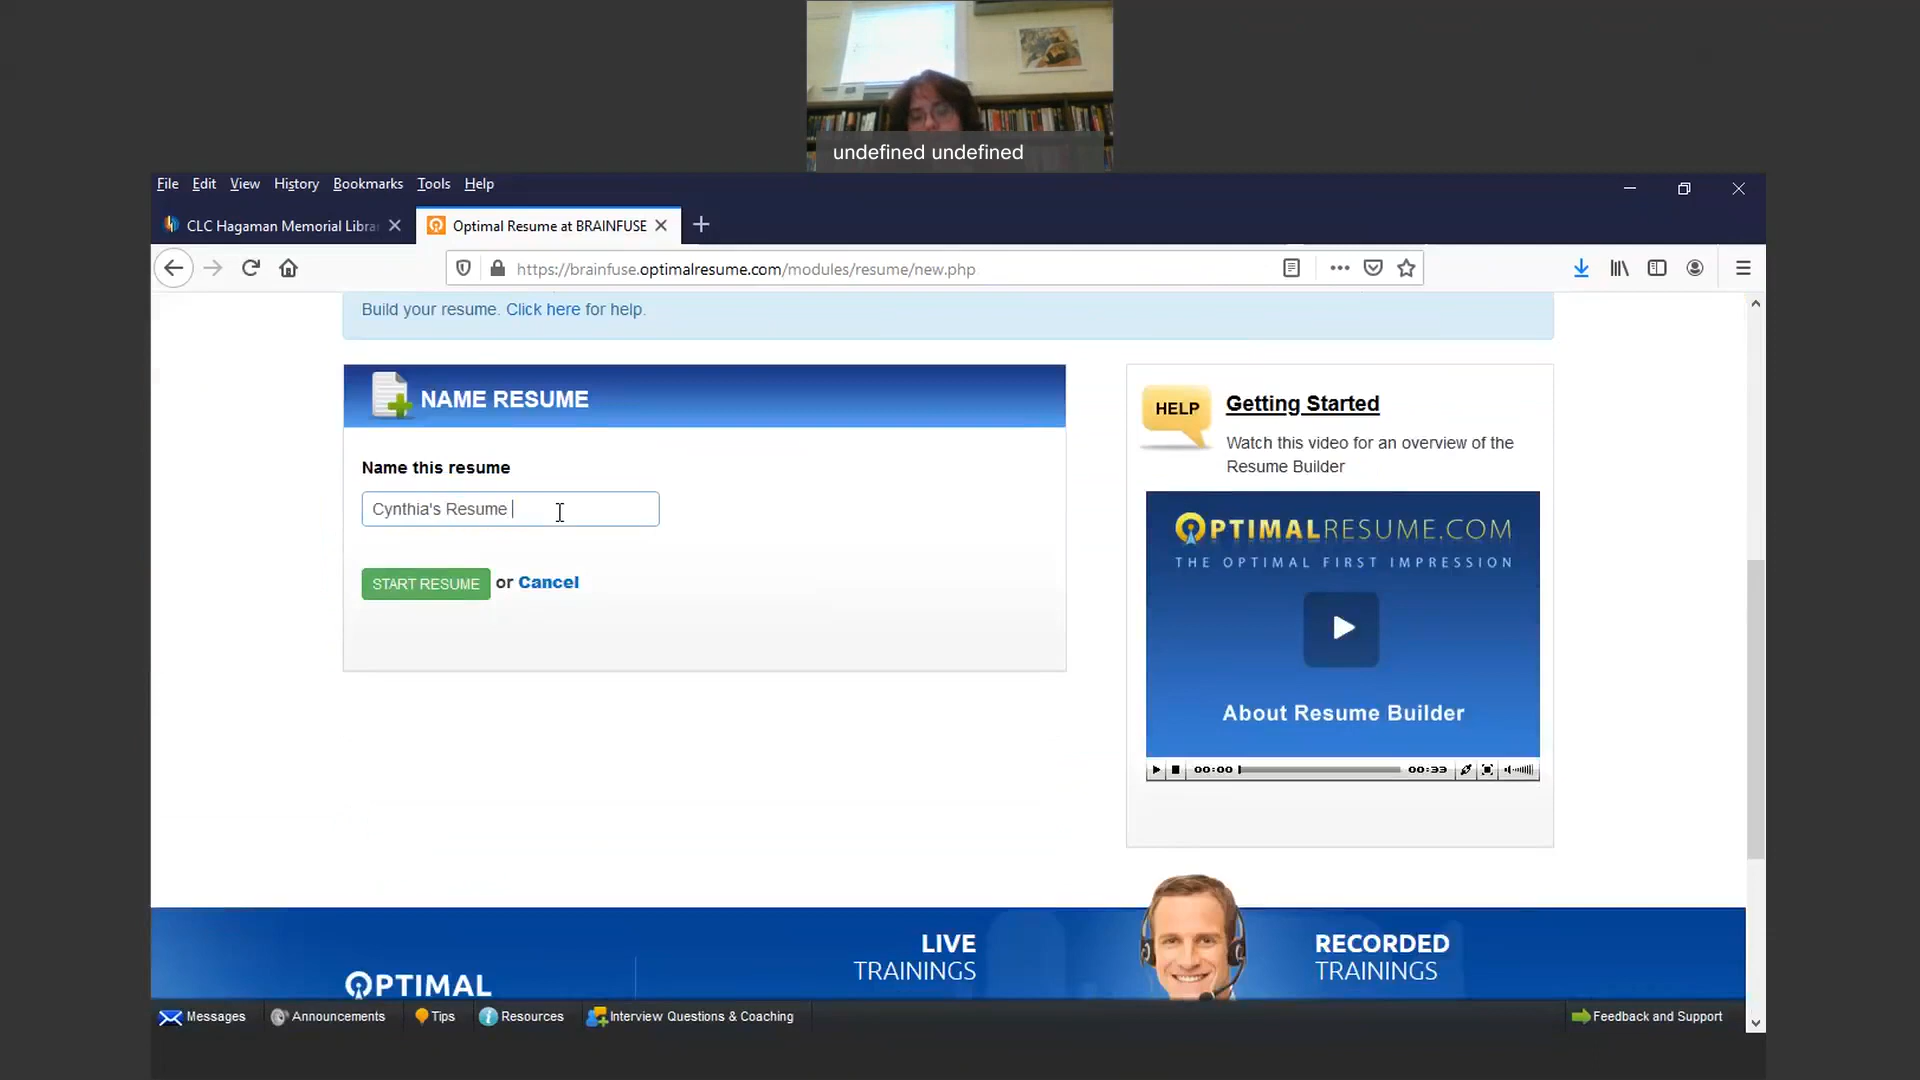 undefined undefined
File Edit View History Bookmarks Tools Help
CLC Hagaman Memorial Libra
Optimal Resume at BRAINFUSE
https://brainfuse.optimalresume.com/modules/resume/new.php
Build your resume. Click here for help.
NAME RESUME
Name this resume
Cynthia's Resume
START RESUME or Cancel
HELP
Getting Started
Watch this video for an overview of the
Resume Builder
OPTIMALRESUME.COM
THE OPTIMAL FIRST IMPRESSION
About Resume Builder
00:00 00:33
OPTIMAL
LIVE
TRAININGS
RECORDED
TRAININGS
Messages Announcements Tips Resources Interview Questions & Coaching Feedback and Support